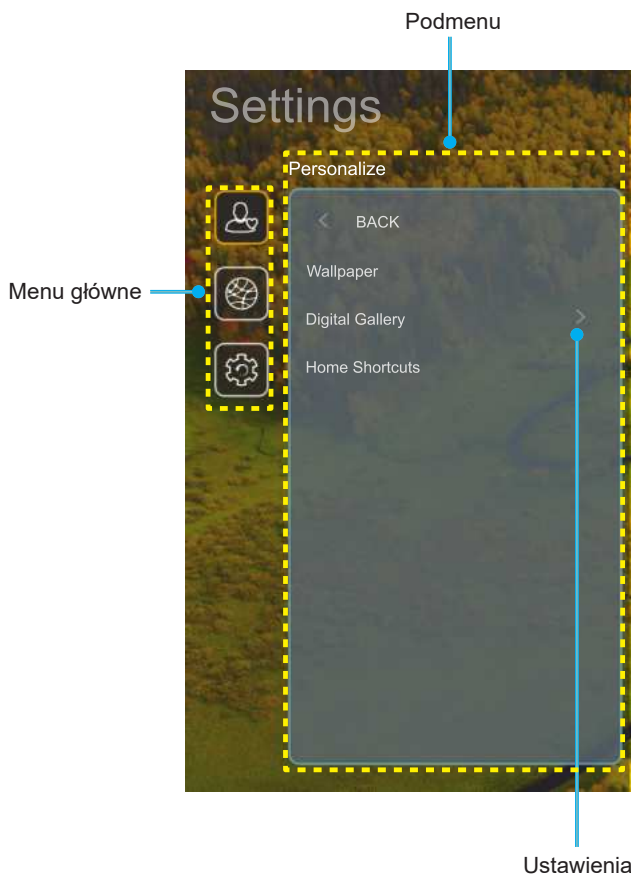 Podmenu
Settings
Personalize
BACK
Wallpaper
Menu główne
Digital Gallery
Home Shortcuts
Ustawienia